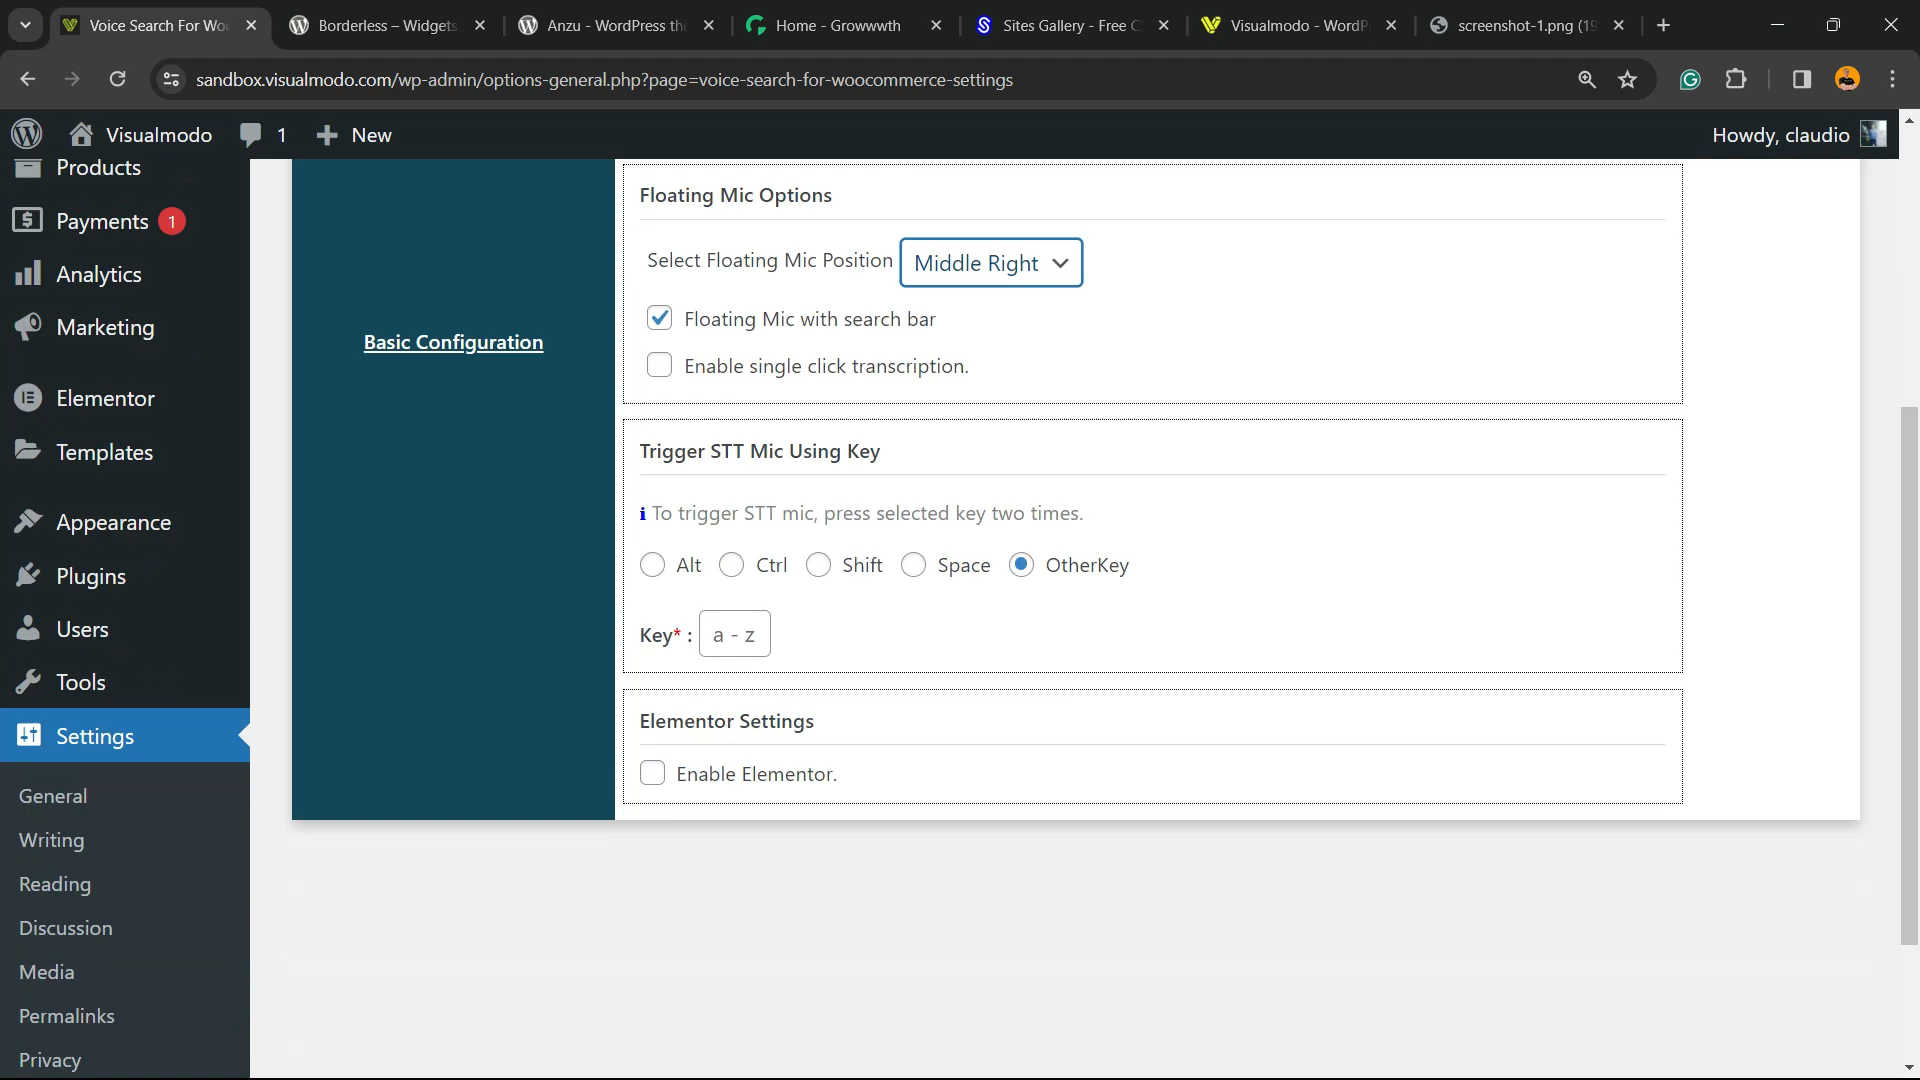 Voice Search For Wo
Borderless – Widgets
Anzu - WordPress th
Home - Growwwth
Sites Gallery - Free C
Visualmodo - WordP
screenshot-1.png (19
sandbox.visualmodo.com/wp-admin/options-general.php?page=voice-search-for-woocommerce-settings
Visualmodo
1
New
Howdy, claudio
Products
Payments 1
Analytics
Marketing
Elementor
Templates
Appearance
Plugins
Users
Tools
Settings
General
Writing
Reading
Discussion
Media
Permalinks
Privacy
Basic Configuration
Floating Mic Options
Select Floating Mic Position Middle Right
Floating Mic with search bar
Enable single click transcription.
Trigger STT Mic Using Key
i To trigger STT mic, press selected key two times.
Alt Ctrl Shift Space OtherKey
Key* : a - z
Elementor Settings
Enable Elementor.